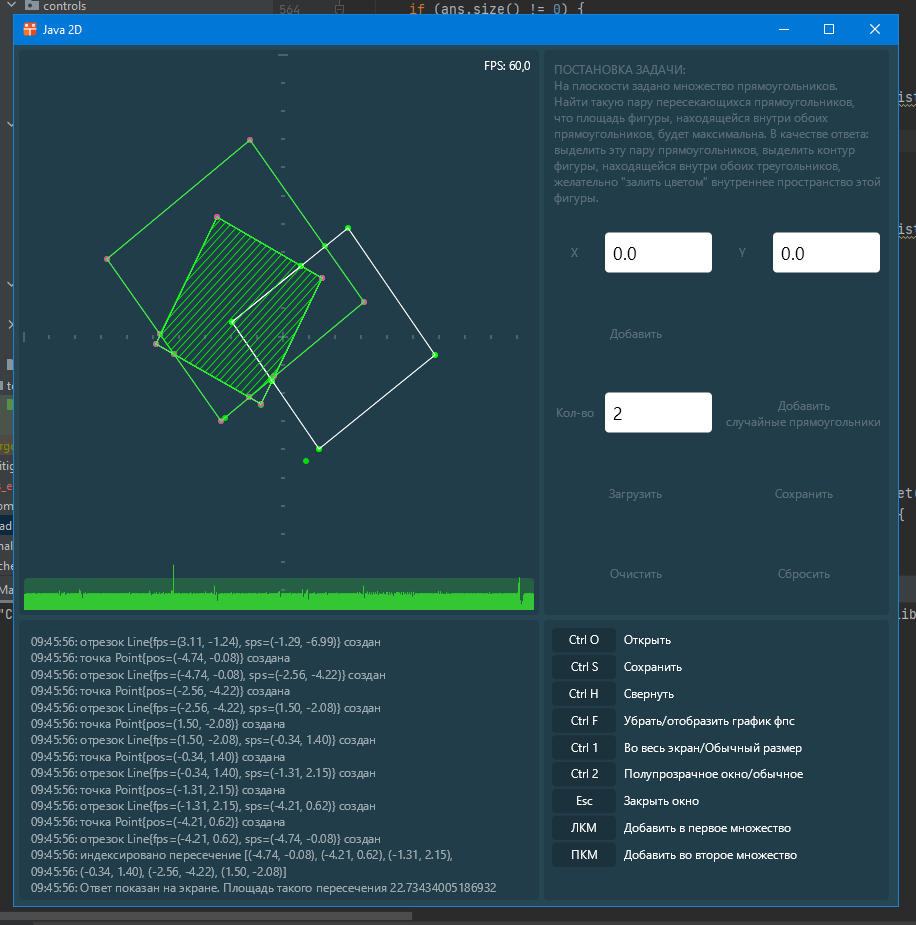 controls
564
if (ans.size() != 0) {
Java 2D
FPS: 60,0
ПОСТАНОВКА ЗАДАЧИ:
На плоскости задано множество прямоугольников.
Найти такую пару пересекающихся прямоугольников,
что площадь фигуры, находящейся внутри обоих
прямоугольников, будет максимальна. В качестве ответа:
выделить эту пару прямоугольников, выделить контур
фигуры, находящейся внутри обоих треугольников,
желательно "залить цветом" внутреннее пространство этой
фигуры.
X
0.0
Y
0.0
Добавить
Кол-во
2
Добавить
случайные прямоугольники
Загрузить
Сохранить
Очистить
Сбросить
09:45:56: отрезок Line{fps=(3.11, -1.24), sps=(-1.29, -6.99)} создан
09:45:56: точка Point{pos=(-4.74, -0.08)} создана
09:45:56: отрезок Line{fps=(-4.74, -0.08), sps=(-2.56, -4.22)} создан
09:45:56: точка Point{pos=(-2.56, -4.22)} создана
09:45:56: отрезок Line{fps=(-2.56, -4.22), sps=(1.50, -2.08)} создан
09:45:56: точка Point{pos=(1.50, -2.08)} создана
09:45:56: отрезок Line{fps=(1.50, -2.08), sps=(-0.34, 1.40)} создан
09:45:56: точка Point{pos=(-0.34, 1.40)} создана
09:45:56: отрезок Line{fps=(-0.34, 1.40), sps=(-1.31, 2.15)} создан
09:45:56: точка Point{pos=(-1.31, 2.15)} создана
09:45:56: отрезок Line{fps=(-1.31, 2.15), sps=(-4.21, 0.62)} создан
09:45:56: точка Point{pos=(-4.21, 0.62)} создана
09:45:56: отрезок Line{fps=(-4.21, 0.62), sps=(-4.74, -0.08)} создан
09:45:56: индексировано пересечение [(-4.74, -0.08), (-4.21, 0.62), (-1.31, 2.15),
(-0.34, 1.40), (-2.56, -4.22), (1.50, -2.08)]
09:45:56: Ответ показан на экране. Площадь такого пересечения 22.73434005186932
Ctrl O Открыть
Ctrl S Сохранить
Ctrl H Свернуть
Ctrl F Убрать/отобразить график фпс
Ctrl 1 Во весь экран/Обычный размер
Ctrl 2 Полупрозрачное окно/обычное
Esc Закрыть окно
ЛКМ Добавить в первое множество
ПКМ Добавить во второе множество